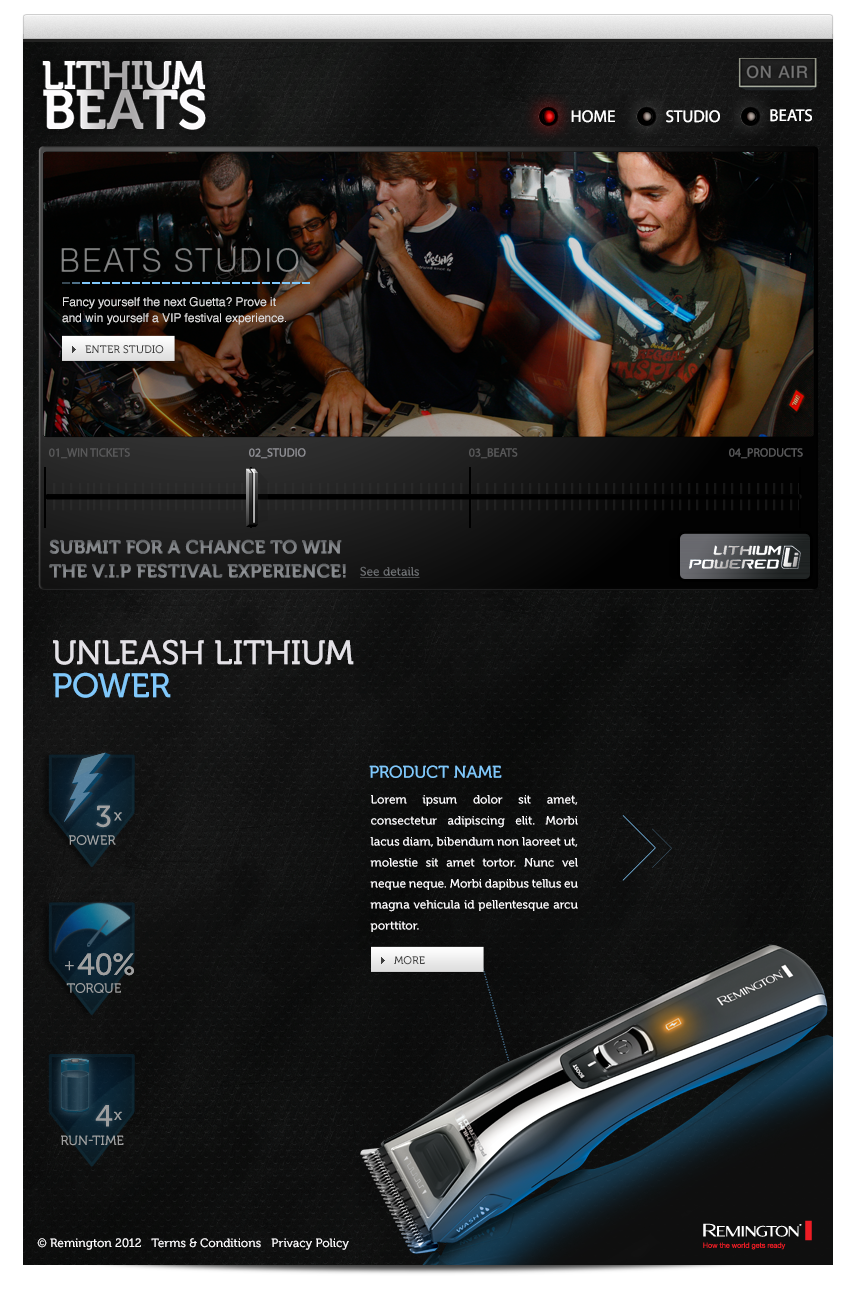 LITHIUM
BEATS
ON AIR
HOME STUDIO BEATS
BEATS STUDIO
Fancy yourself the next Guetta? Prove it
and win yourself a VIP festival experience.
ENTER STUDIO
01_WIN TICKETS 02_STUDIO 03_BEATS 04_PRODUCTS
SUBMIT FOR A CHANCE TO WIN
THE V.I.P FESTIVAL EXPERIENCE! See details
LITHIUM
POWERED Li
UNLEASH LITHIUM
POWER
3x
POWER
PRODUCT NAME
Lorem ipsum dolor sit amet,
consectetur adipiscing elit. Morbi
lacus diam, bibendum non laoreet ut,
molestie sit amet tortor. Nunc vel
neque neque. Morbi dapibus tellus eu
magna vehicula id pellentesque arcu
porttitor.
MORE
+40%
TORQUE
REMINGTON
BOOST
4x
RUN-TIME
LITHIUM
POWERED
WASH
© Remington 2012 Terms & Conditions Privacy Policy
REMINGTON
How the world gets ready